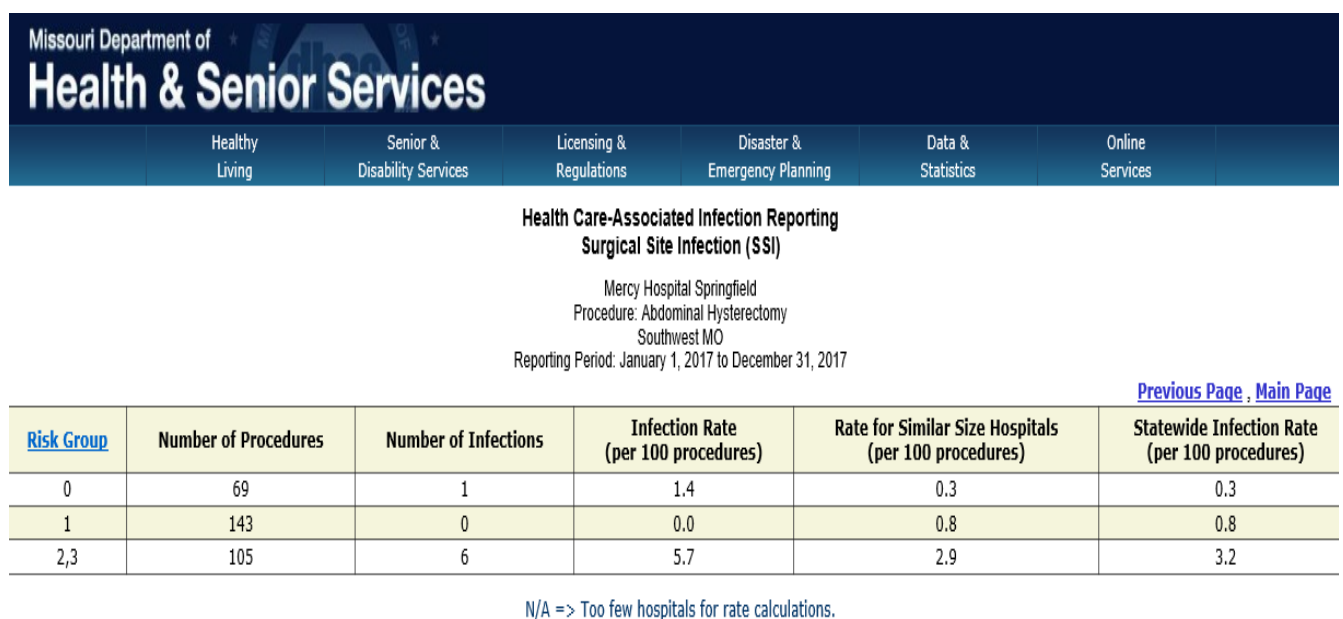 Missouri Department of
Health & Senior Services
Healthy Living
Senior & Disability Services
Licensing & Regulations
Disaster & Emergency Planning
Data & Statistics
Online Services
Health Care-Associated Infection Reporting
Surgical Site Infection (SSI)
Mercy Hospital Springfield
Procedure: Abdominal Hysterectomy
Southwest MO
Reporting Period: January 1, 2017 to December 31, 2017
Previous Page , Main Page
Risk Group Number of Procedures Number of Infections Infection Rate (per 100 procedures) Rate for Similar Size Hospitals (per 100 procedures) Statewide Infection Rate (per 100 procedures)
0 69 1 1.4 0.3 0.3
1 143 0 0.0 0.8 0.8
2,3 105 6 5.7 2.9 3.2
N/A => Too few hospitals for rate calculations.